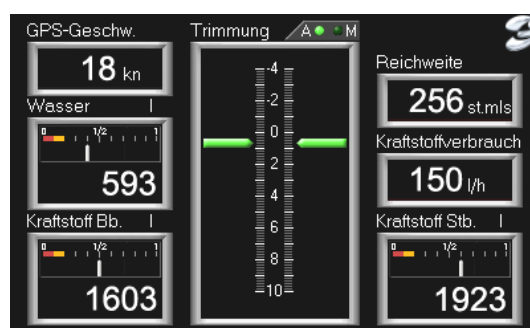 GPS-Geschw.
18 kn
Wasser l
0 1/2 1
593
Kraftstoff Bb. l
0 1/2 1
1603
Trimmung A M
-4
-2
0
2
4
6
8
10
3
Reichweite
256 st.mls
Kraftstoffverbrauch
150 l/h
Kraftstoff Stb. l
0 1/2 1
1923